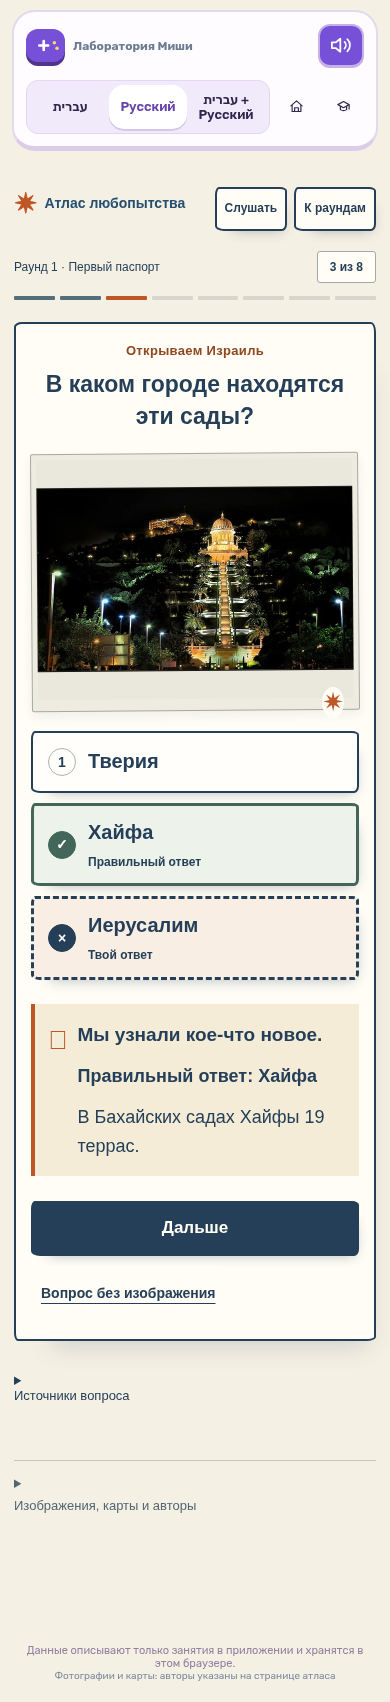 Лаборатория Миши
עברית
Русский
עברית + Русский
Атлас любопытства
Слушать
К раундам
Раунд 1 · Первый паспорт
3 из 8
Открываем Израиль
В каком городе находятся
эти сады?
1
Тверия
✓
Хайфа
Правильный ответ
×
Иерусалим
Твой ответ
Мы узнали кое-что новое.
Правильный ответ: Хайфа
В Бахайских садах Хайфы 19
террас.
Дальше
Вопрос без изображения
Источники вопроса
Изображения, карты и авторы
Данные описывают только занятия в приложении и хранятся в
этом браузере.
Фотографии и карты: авторы указаны на странице атласа